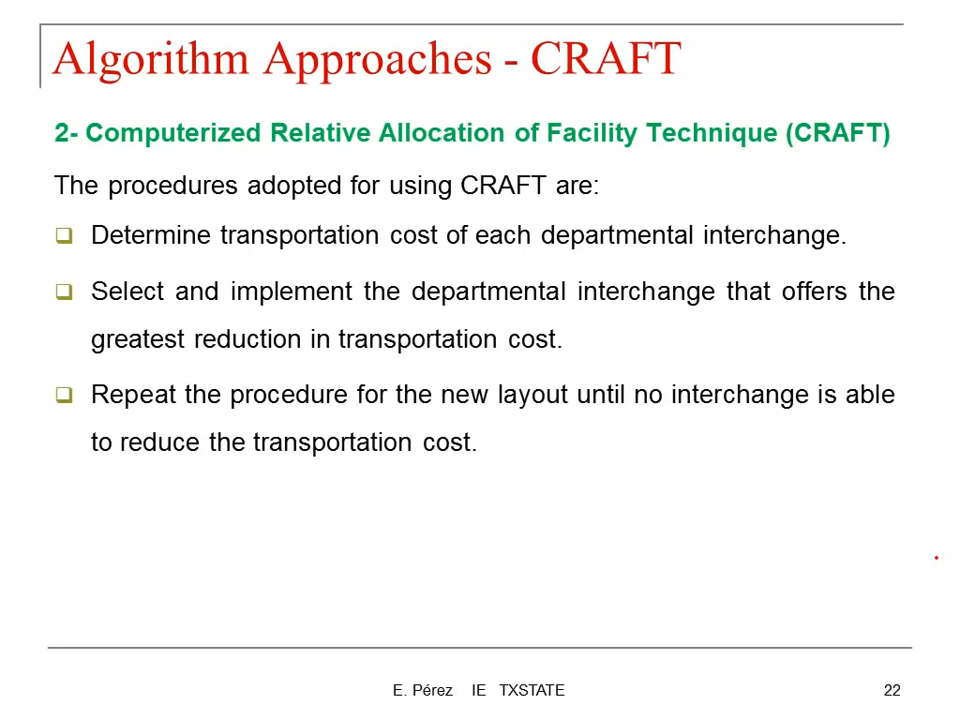 Algorithm Approaches - CRAFT
2- Computerized Relative Allocation of Facility Technique (CRAFT)
The procedures adopted for using CRAFT are:
Determine transportation cost of each departmental interchange.
Select and implement the departmental interchange that offers the
greatest reduction in transportation cost.
Repeat the procedure for the new layout until no interchange is able
to reduce the transportation cost.
E. Pérez IE TXSTATE
22